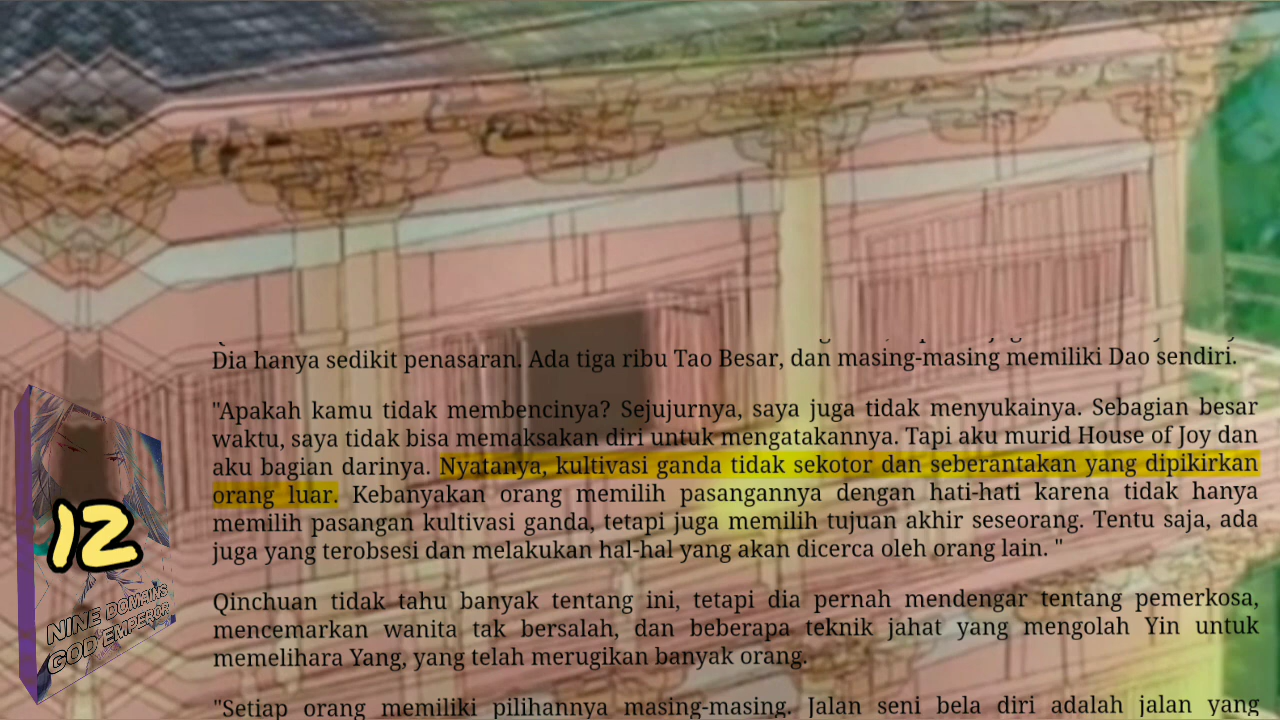 Dia hanya sedikit penasaran. Ada tiga ribu Tao Besar, dan masing-masing memiliki Dao sendiri.
"Apakah kamu tidak membencinya? Sejujurnya, saya juga tidak menyukainya. Sebagian besar
waktu, saya tidak bisa memaksakan diri untuk mengatakannya. Tapi aku murid House of Joy dan
aku bagian darinya. Nyatanya, kultivasi ganda tidak sekotor dan seberantakan yang dipikirkan
orang luar. Kebanyakan orang memilih pasangannya dengan hati-hati karena tidak hanya
memilih pasangan kultivasi ganda, tetapi juga memilih tujuan akhir seseorang. Tentu saja, ada
juga yang terobsesi dan melakukan hal-hal yang akan dicerca oleh orang lain. "
Qinchuan tidak tahu banyak tentang ini, tetapi dia pernah mendengar tentang pemerkosa,
mencemarkan wanita tak bersalah, dan beberapa teknik jahat yang mengolah Yin untuk
memelihara Yang, yang telah merugikan banyak orang.
"Setiap orang memiliki pilihannya masing-masing. Jalan seni bela diri adalah jalan yang
12
NINE DOMAINS
GOD EMPEROR